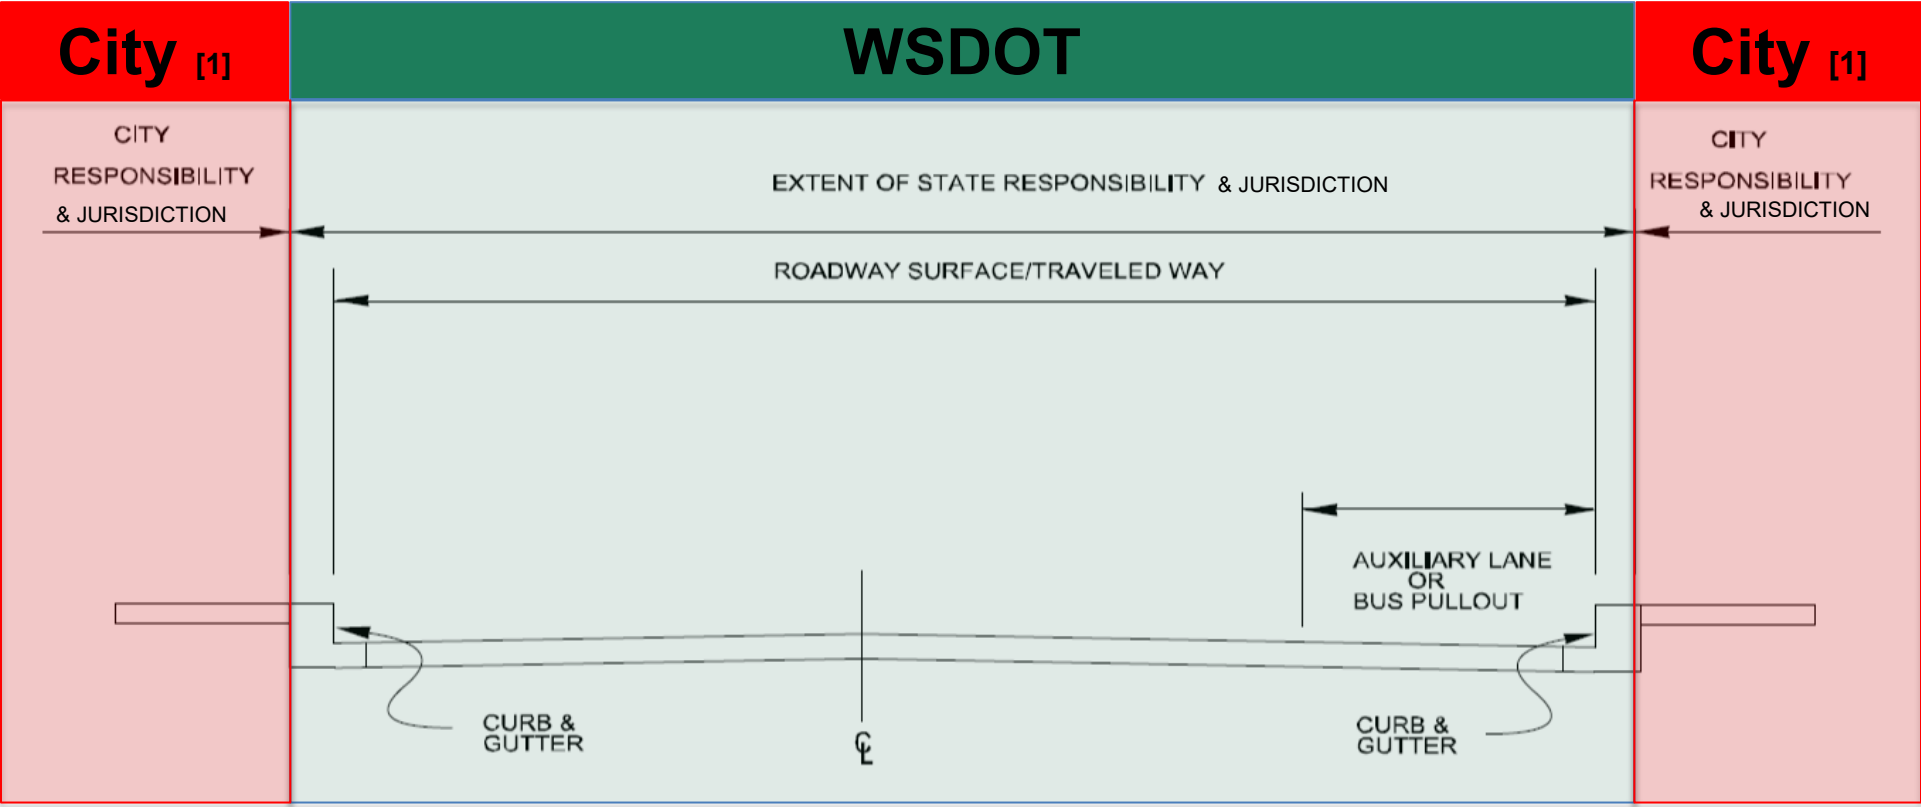 City [1]
WSDOT
City [1]
CITY
RESPONSIBILITY
& JURISDICTION
EXTENT OF STATE RESPONSIBILITY & JURISDICTION
CITY
RESPONSIBILITY
& JURISDICTION
ROADWAY SURFACE/TRAVELED WAY
AUXILIARY LANE
OR
BUS PULLOUT
CURB &
GUTTER
℄
CURB &
GUTTER